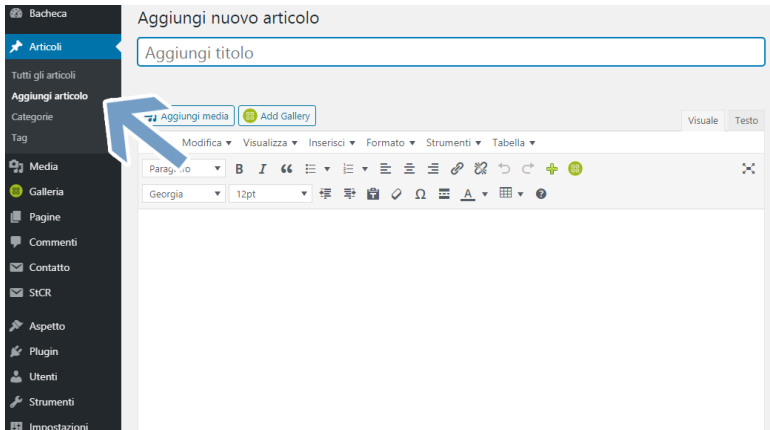 Bacheca
Articoli
Tutti gli articoli
Aggiungi articolo
Categorie
Tag
Media
Galleria
Pagine
Commenti
Contatto
StCR
Aspetto
Plugin
Utenti
Strumenti
Impostazioni
Aggiungi nuovo articolo
Aggiungi titolo
Aggiungi media Add Gallery
Visuale Testo
Modifica Visualizza Inserisci Formato Strumenti Tabella
B I
Georgia 12pt Ω A